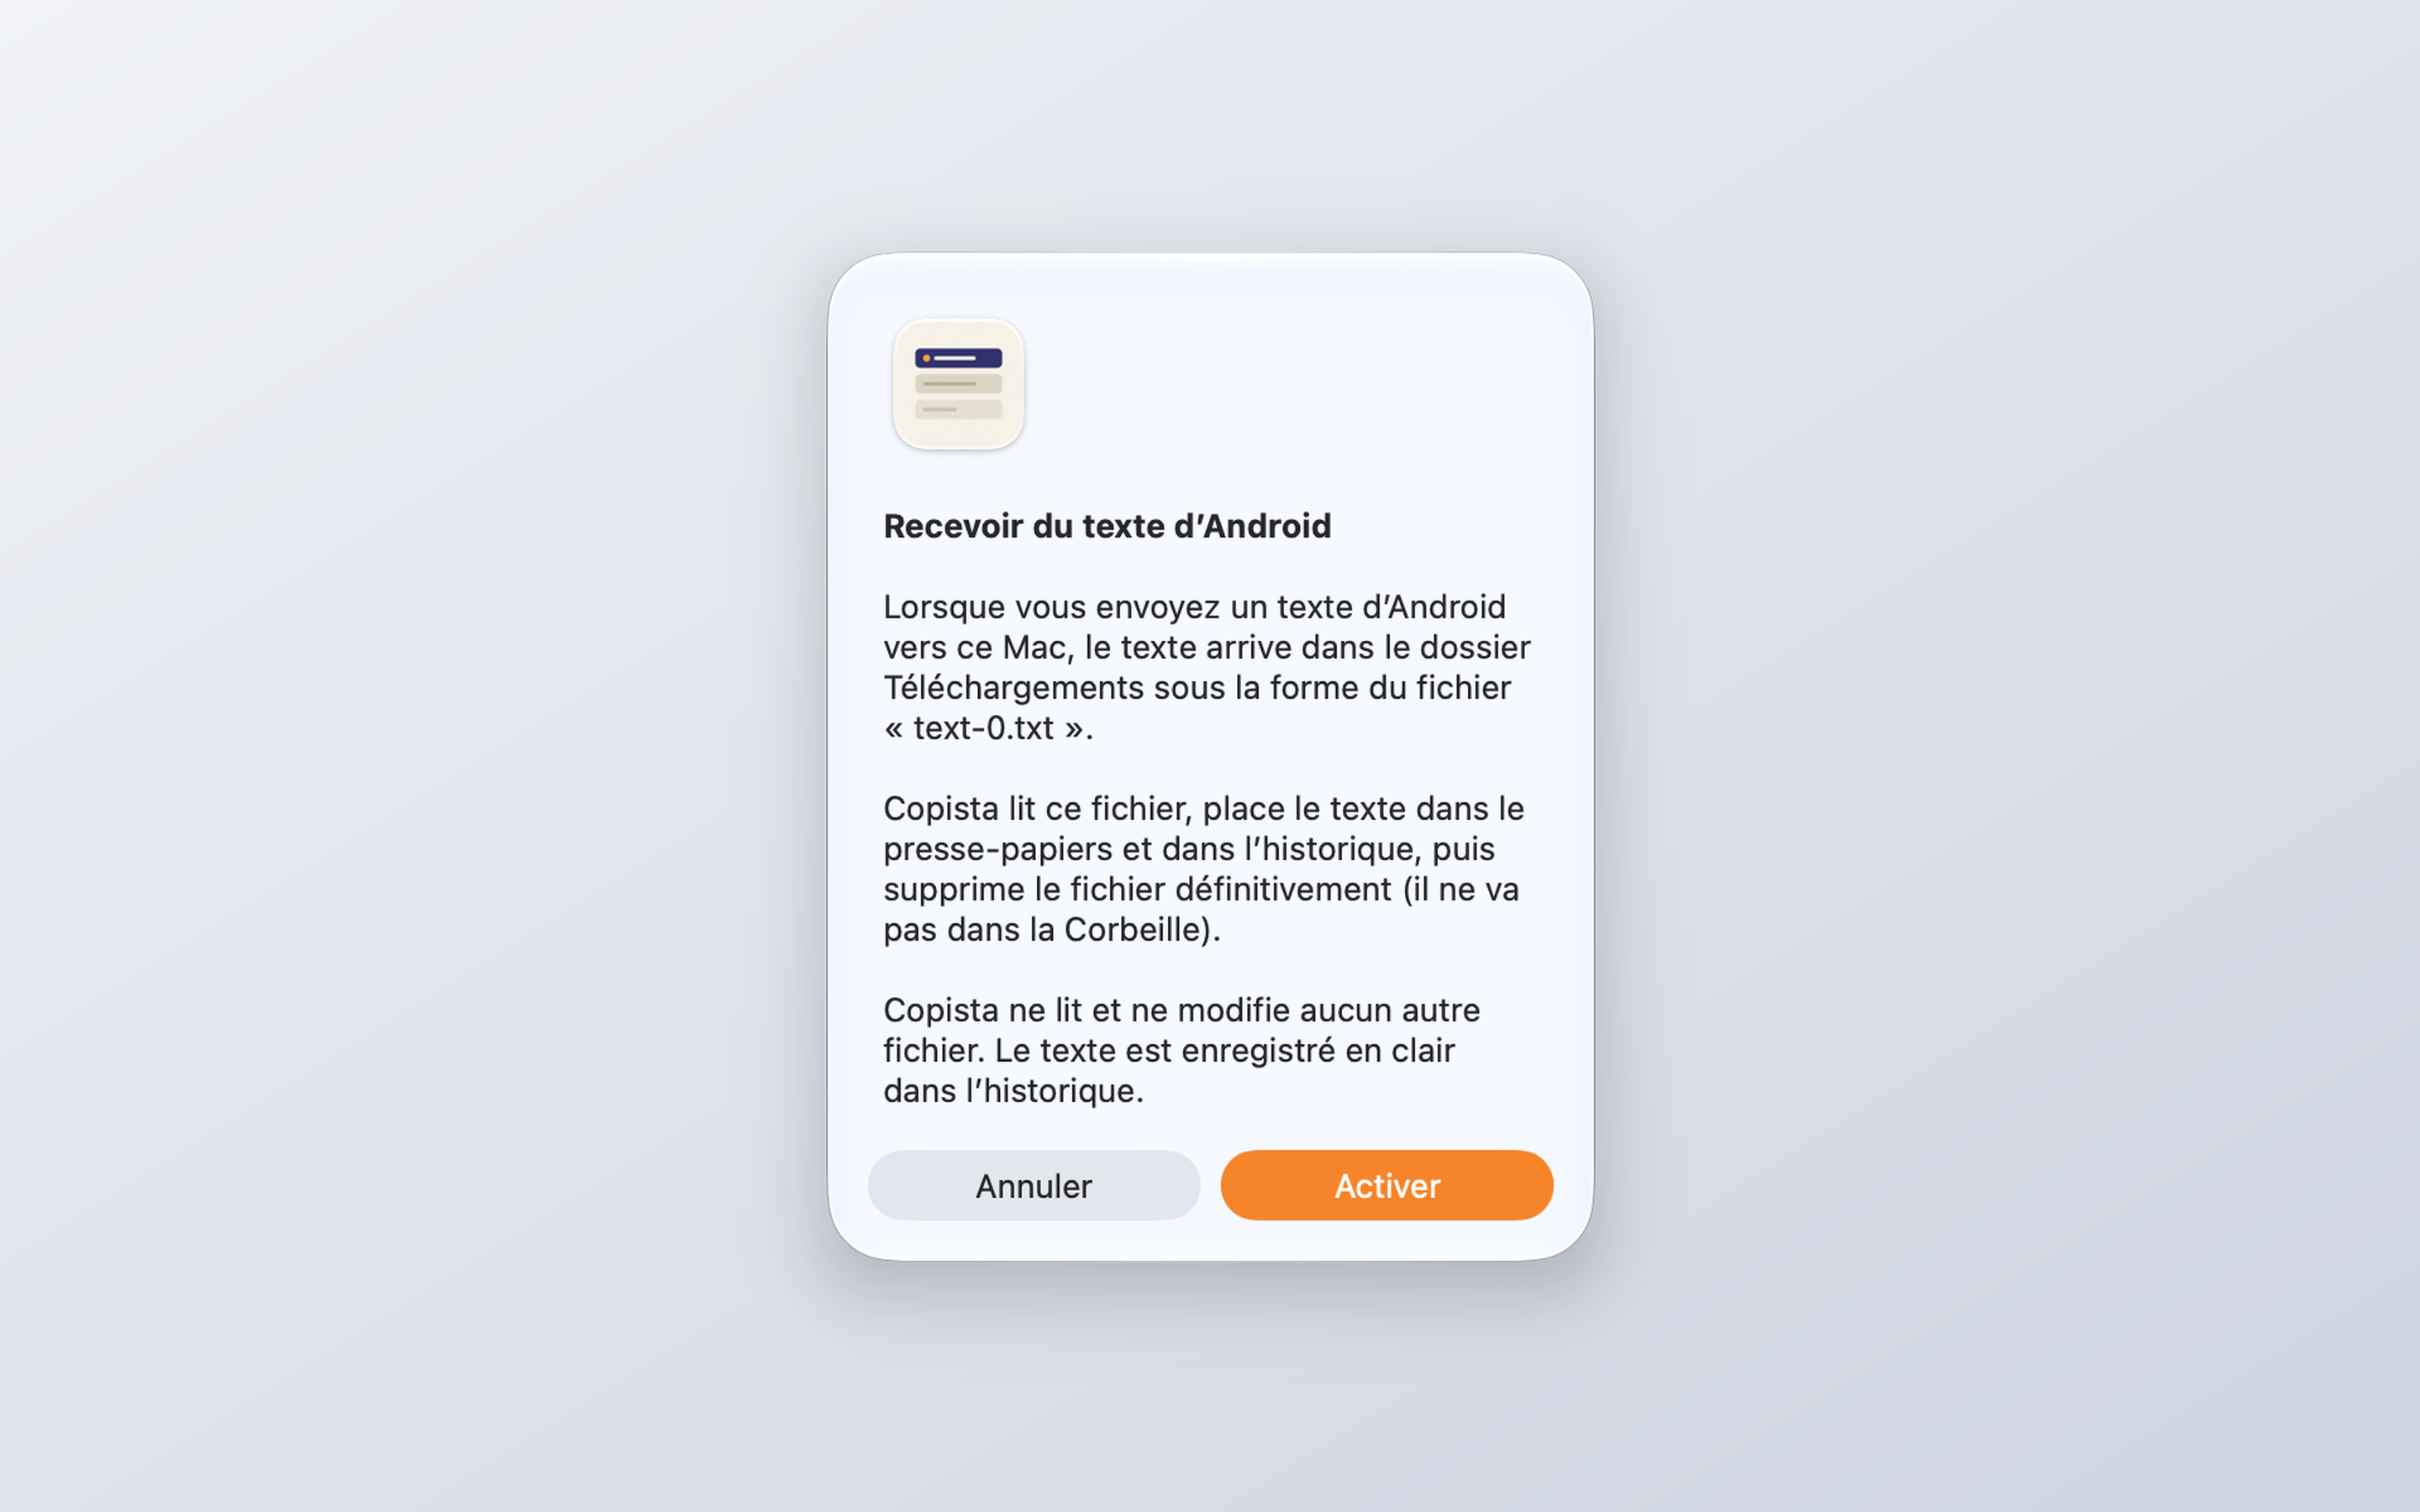 Recevoir du texte d’Android
Lorsque vous envoyez un texte d’Android
vers ce Mac, le texte arrive dans le dossier
Téléchargements sous la forme du fichier
« text-0.txt ».
Copista lit ce fichier, place le texte dans le
presse-papiers et dans l’historique, puis
supprime le fichier définitivement (il ne va
pas dans la Corbeille).
Copista ne lit et ne modifie aucun autre
fichier. Le texte est enregistré en clair
dans l’historique.
Annuler
Activer